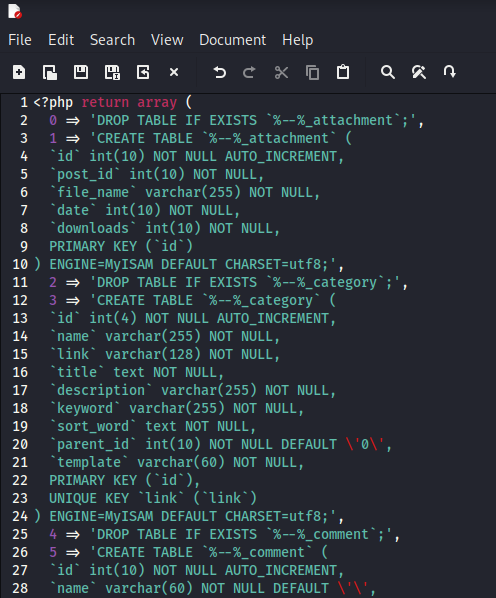 File Edit Search View Document Help
1 <?php return array (
2   0 => 'DROP TABLE IF EXISTS `%--%_attachment`;',
3   1 => 'CREATE TABLE `%--%_attachment` (
4   `id` int(10) NOT NULL AUTO_INCREMENT,
5   `post_id` int(10) NOT NULL,
6   `file_name` varchar(255) NOT NULL,
7   `date` int(10) NOT NULL,
8   `downloads` int(10) NOT NULL,
9   PRIMARY KEY (`id`)
10 ) ENGINE=MyISAM DEFAULT CHARSET=utf8;',
11   2 => 'DROP TABLE IF EXISTS `%--%_category`;',
12   3 => 'CREATE TABLE `%--%_category` (
13   `id` int(4) NOT NULL AUTO_INCREMENT,
14   `name` varchar(255) NOT NULL,
15   `link` varchar(128) NOT NULL,
16   `title` text NOT NULL,
17   `description` varchar(255) NOT NULL,
18   `keyword` varchar(255) NOT NULL,
19   `sort_word` text NOT NULL,
20   `parent_id` int(10) NOT NULL DEFAULT \'0\',
21   `template` varchar(60) NOT NULL,
22   PRIMARY KEY (`id`),
23   UNIQUE KEY `link` (`link`)
24 ) ENGINE=MyISAM DEFAULT CHARSET=utf8;',
25   4 => 'DROP TABLE IF EXISTS `%--%_comment`;',
26   5 => 'CREATE TABLE `%--%_comment` (
27   `id` int(10) NOT NULL AUTO_INCREMENT,
28   `name` varchar(60) NOT NULL DEFAULT \'\',